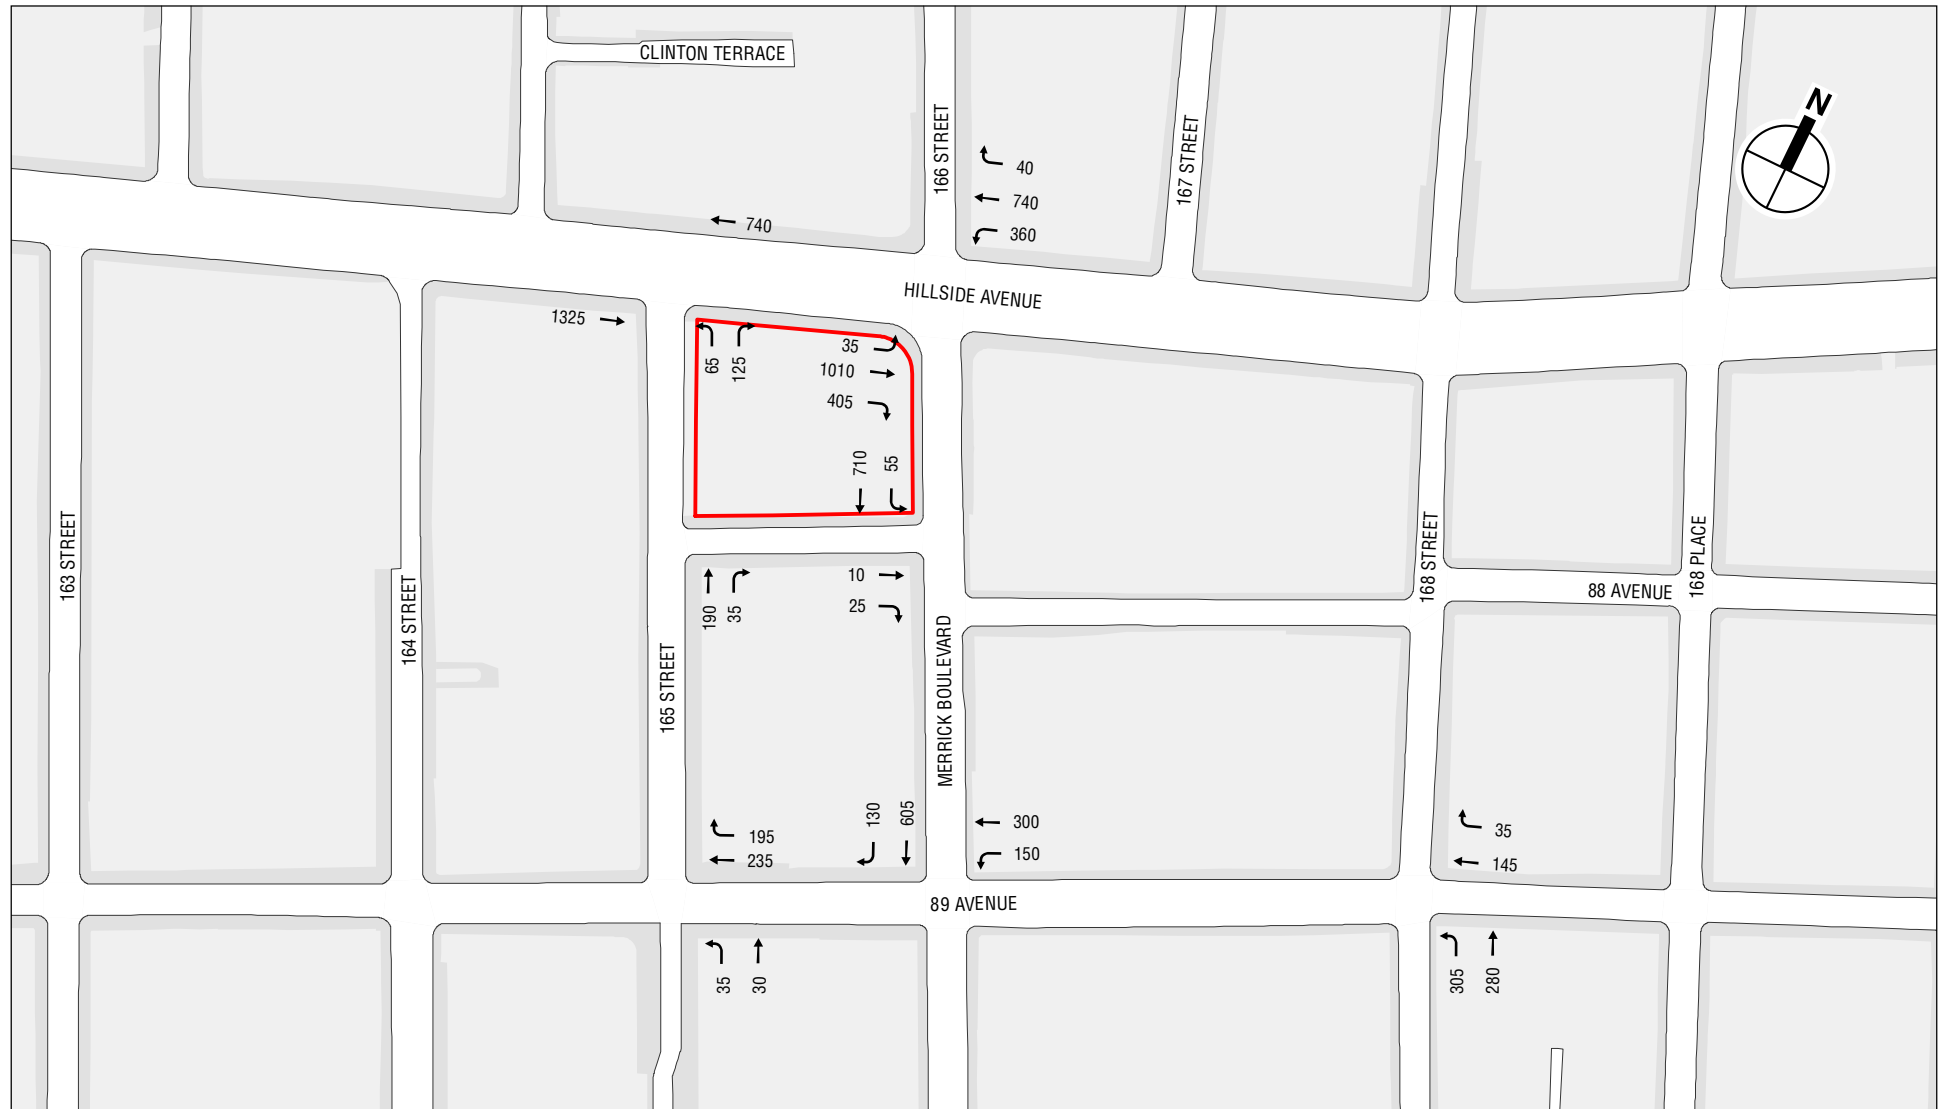 CLINTON TERRACE
N
166 STREET
167 STREET
40
740
360
740
HILLSIDE AVENUE
1325
65
125
35
1010
405
710
55
163 STREET
164 STREET
165 STREET
190
35
10
25
MERRICK BOULEVARD
168 STREET
168 PLACE
88 AVENUE
195
235
130
605
300
150
35
145
89 AVENUE
35
30
305
280